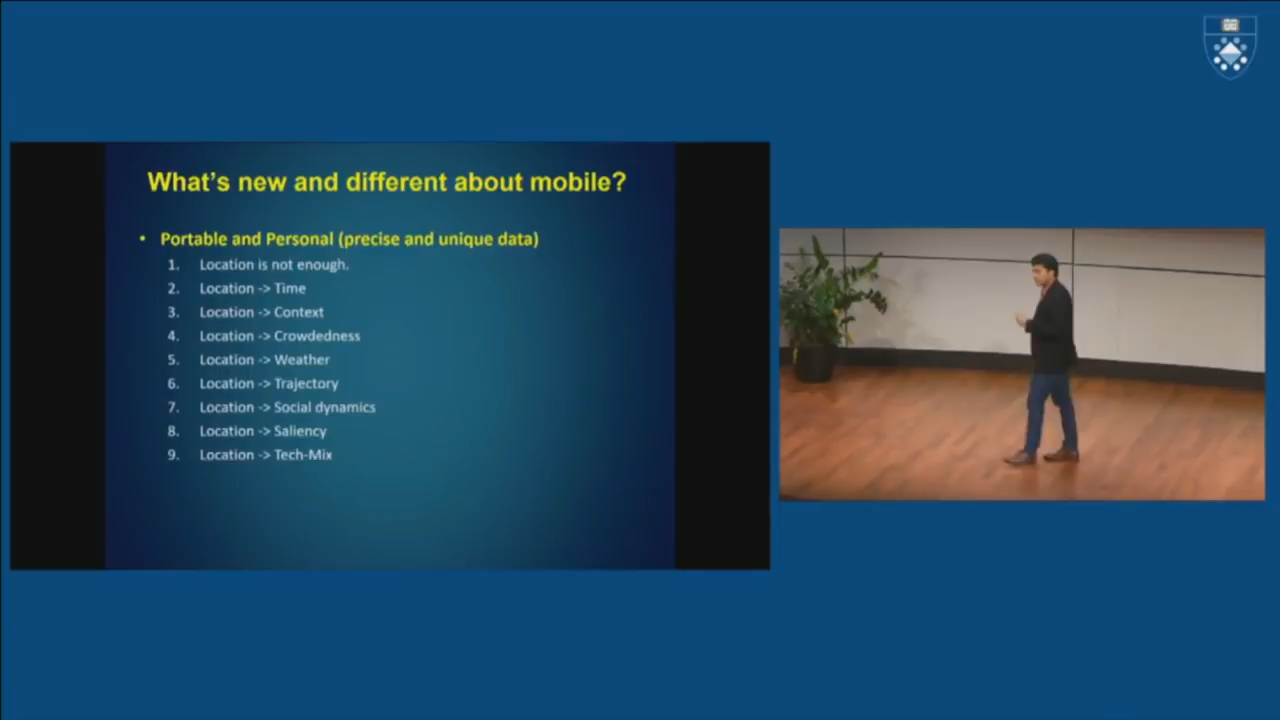 What's new and different about mobile?
• Portable and Personal (precise and unique data)
1. Location is not enough.
2. Location -> Time
3. Location -> Context
4. Location -> Crowdedness
5. Location -> Weather
6. Location -> Trajectory
7. Location -> Social dynamics
8. Location -> Saliency
9. Location -> Tech-Mix